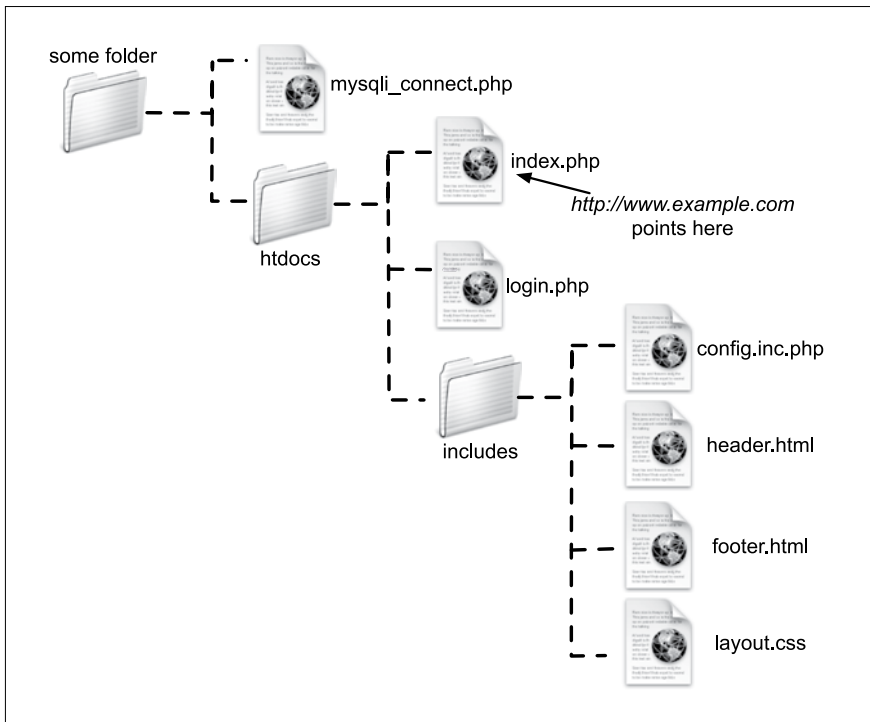 some folder
mysqli_connect.php
htdocs
index.php
http://www.example.com
points here
login.php
includes
config.inc.php
header.html
footer.html
layout.css